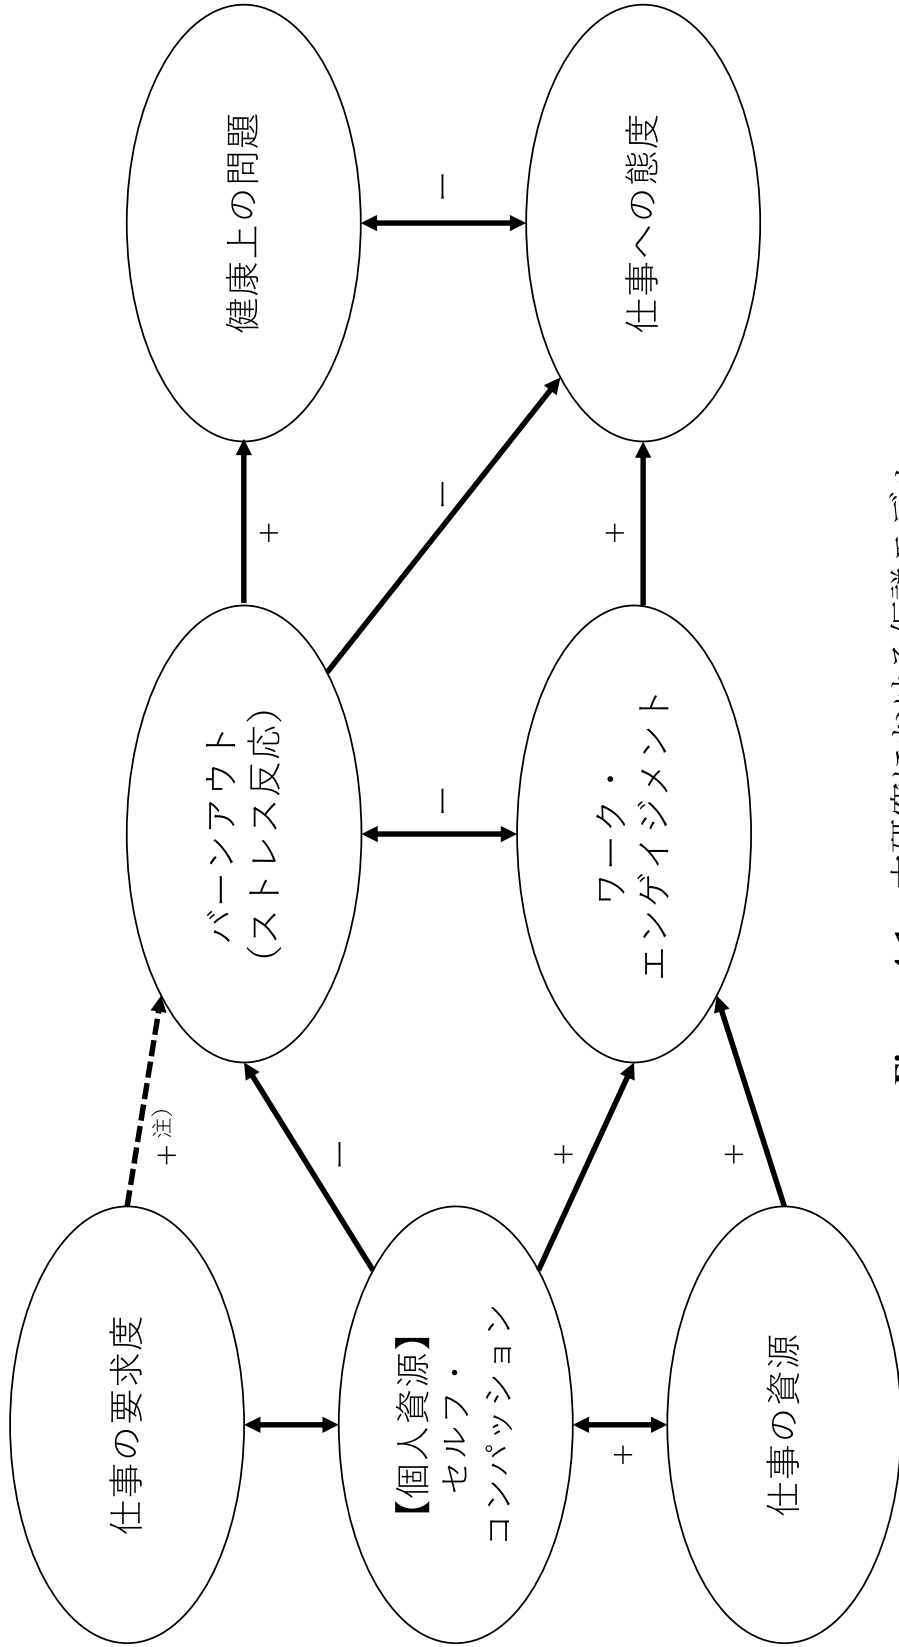 仕事の要求度
＋注）
バーンアウト
（ストレス反応）
＋
健康上の問題
【個人資源】
セルフ・
コンパッション
－
－
－
－
＋
＋
ワーク・
エンゲイジメント
＋
仕事への態度
＋
仕事の資源